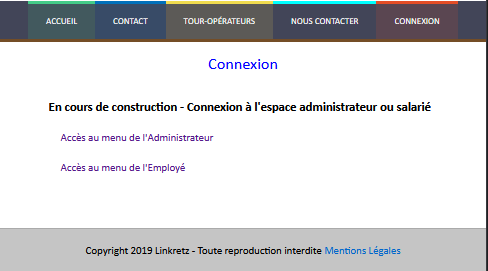 ACCUEIL CONTACT TOUR-OPÉRATEURS NOUS CONTACTER CONNEXION
Connexion
En cours de construction - Connexion à l'espace administrateur ou salarié
Accès au menu de l'Administrateur
Accès au menu de l'Employé
Copyright 2019 Linkretz - Toute reproduction interdite Mentions Légales